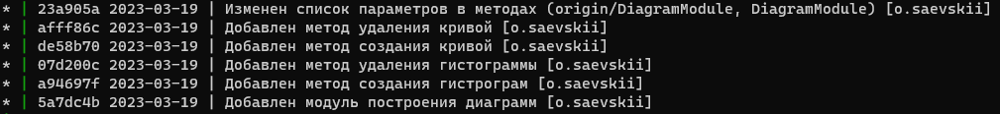 * | 23a905a 2023-03-19 | Изменен список параметров в методах (origin/DiagramModule, DiagramModule) [o.saevskii]
* | afff86c 2023-03-19 | Добавлен метод удаления кривой [o.saevskii]
* | de58b70 2023-03-19 | Добавлен метод создания кривой [o.saevskii]
* | 07d200c 2023-03-19 | Добавлен метод удаления гистограммы [o.saevskii]
* | a94697f 2023-03-19 | Добавлен метод создания гистрограм [o.saevskii]
* | 5a7dc4b 2023-03-19 | Добавлен модуль построения диаграмм [o.saevskii]